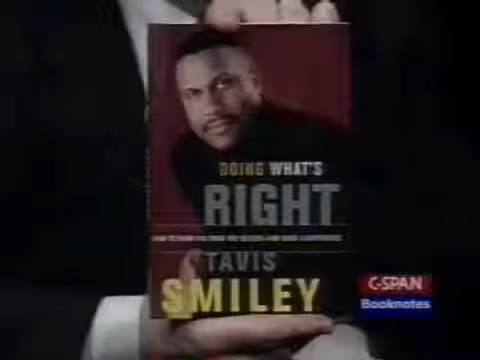 DOING WHAT'S
RIGHT
TAVIS
SMILEY
C-SPAN
Booknotes